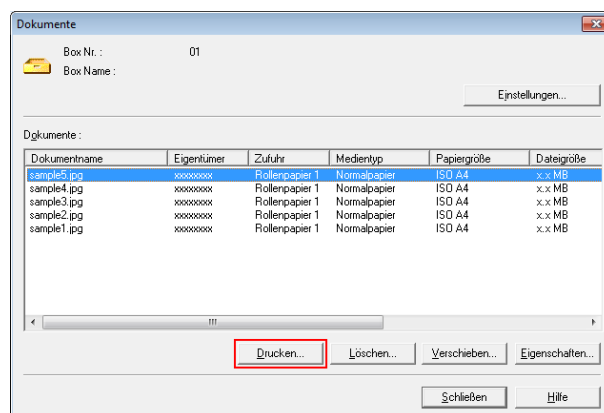 Dokumente
Box Nr. : 01
Box Name :
Einstellungen...
Dokumente :
Dokumentname Eigentümer Zufuhr Medientyp Papiergröße Dateigröße
sample5.jpg xxxxxxxx Rollenpapier 1 Normalpapier ISO A4 x.x MB
sample4.jpg xxxxxxxx Rollenpapier 1 Normalpapier ISO A4 x.x MB
sample3.jpg xxxxxxxx Rollenpapier 1 Normalpapier ISO A4 x.x MB
sample2.jpg xxxxxxxx Rollenpapier 1 Normalpapier ISO A4 x.x MB
sample1.jpg xxxxxxxx Rollenpapier 1 Normalpapier ISO A4 x.x MB
Drucken... Löschen... Verschieben... Eigenschaften...
Schließen Hilfe